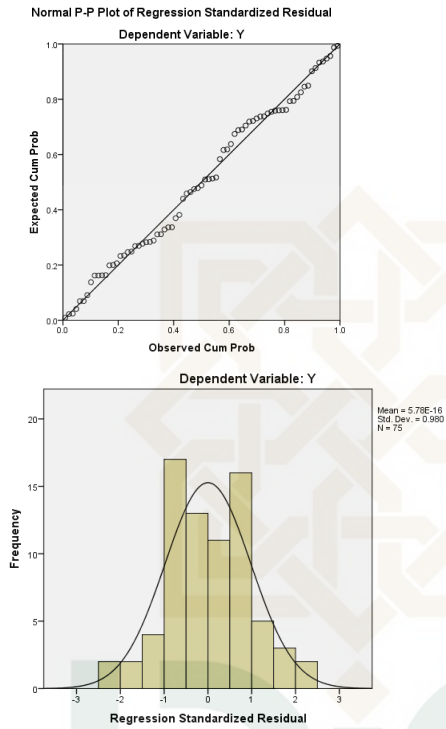 Normal P-P Plot of Regression Standardized Residual
Dependent Variable: Y
1.0
0.8
0.6
0.4
0.2
0.0
Expected Cum Prob
0.0 0.2 0.4 0.6 0.8 1.0
Observed Cum Prob
Dependent Variable: Y
Mean = 5.78E-16
Std. Dev. = 0.980
N = 75
20
15
10
5
0
Frequency
-3 -2 -1 0 1 2 3
Regression Standardized Residual